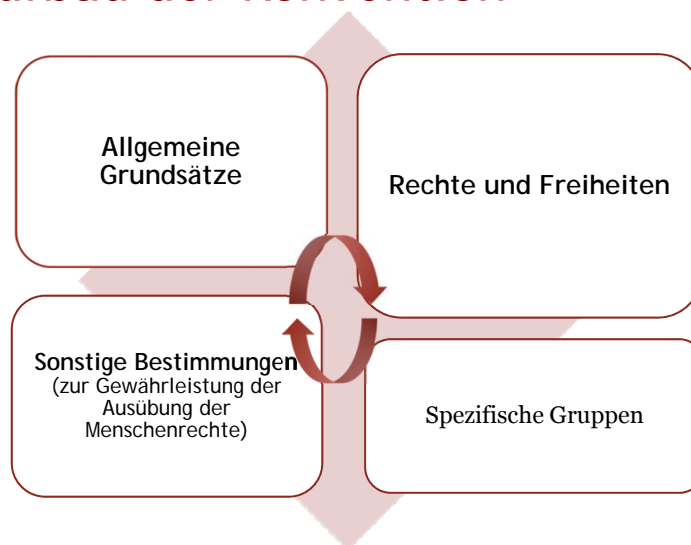 Allgemeine
Grundsätze
Rechte und Freiheiten
Sonstige Bestimmungen
(zur Gewährleistung der
Ausübung der
Menschenrechte)
Spezifische Gruppen